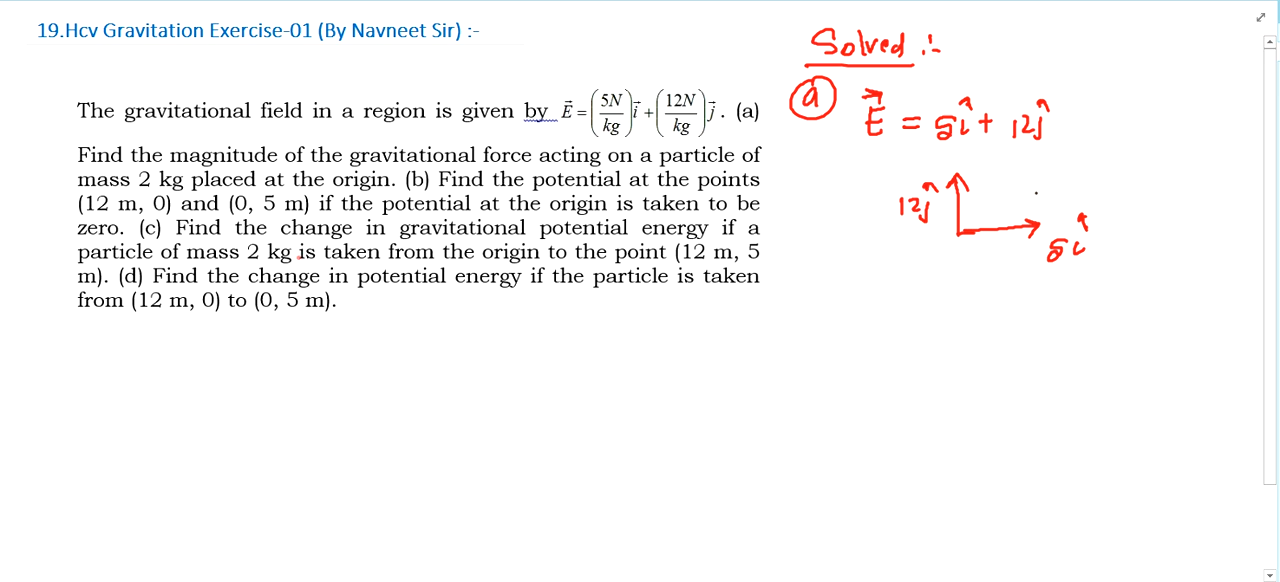 19.Hcv Gravitation Exercise-01 (By Navneet Sir) :-
The gravitational field in a region is given by E⃗ = (5N/kg) i⃗ + (12N/kg) j⃗ . (a)
Find the magnitude of the gravitational force acting on a particle of
mass 2 kg placed at the origin. (b) Find the potential at the points
(12 m, 0) and (0, 5 m) if the potential at the origin is taken to be
zero. (c) Find the change in gravitational potential energy if a
particle of mass 2 kg is taken from the origin to the point (12 m, 5
m). (d) Find the change in potential energy if the particle is taken
from (12 m, 0) to (0, 5 m).
Solved :-
(a) E⃗ = 5î + 12ĵ
12ĵ
5î